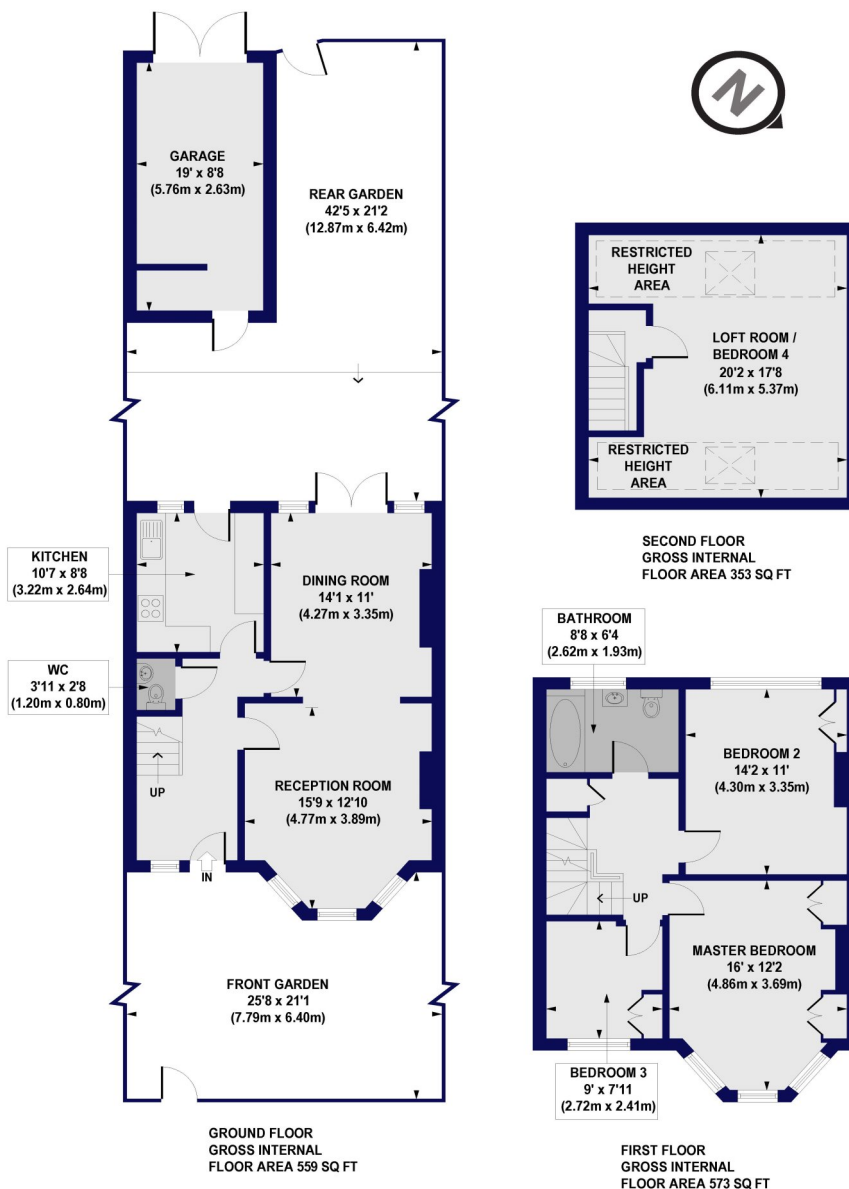 GARAGE
19' x 8'8
(5.76m x 2.63m)
REAR GARDEN
42'5 x 21'2
(12.87m x 6.42m)
N
RESTRICTED
HEIGHT
AREA
LOFT ROOM /
BEDROOM 4
20'2 x 17'8
(6.11m x 5.37m)
RESTRICTED
HEIGHT
AREA
SECOND FLOOR
GROSS INTERNAL
FLOOR AREA 353 SQ FT
KITCHEN
10'7 x 8'8
(3.22m x 2.64m)
DINING ROOM
14'1 x 11'
(4.27m x 3.35m)
WC
3'11 x 2'8
(1.20m x 0.80m)
UP
RECEPTION ROOM
15'9 x 12'10
(4.77m x 3.89m)
IN
FRONT GARDEN
25'8 x 21'1
(7.79m x 6.40m)
GROUND FLOOR
GROSS INTERNAL
FLOOR AREA 559 SQ FT
BATHROOM
8'8 x 6'4
(2.62m x 1.93m)
BEDROOM 2
14'2 x 11'
(4.30m x 3.35m)
UP
MASTER BEDROOM
16' x 12'2
(4.86m x 3.69m)
BEDROOM 3
9' x 7'11
(2.72m x 2.41m)
FIRST FLOOR
GROSS INTERNAL
FLOOR AREA 573 SQ FT